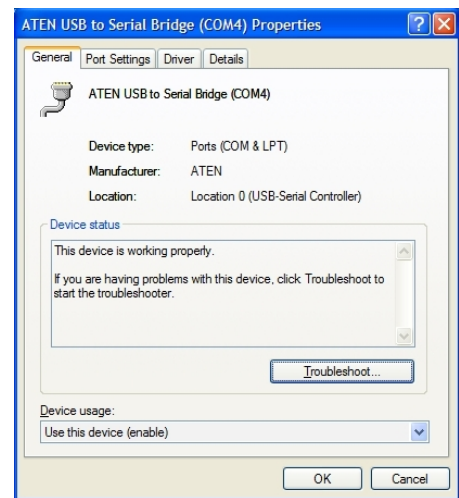 ATEN USB to Serial Bridge (COM4) Properties
General Port Settings Driver Details
ATEN USB to Serial Bridge (COM4)
Device type: Ports (COM & LPT)
Manufacturer: ATEN
Location: Location 0 (USB-Serial Controller)
Device status
This device is working properly.
If you are having problems with this device, click Troubleshoot to
start the troubleshooter.
Troubleshoot...
Device usage:
Use this device (enable)
OK Cancel